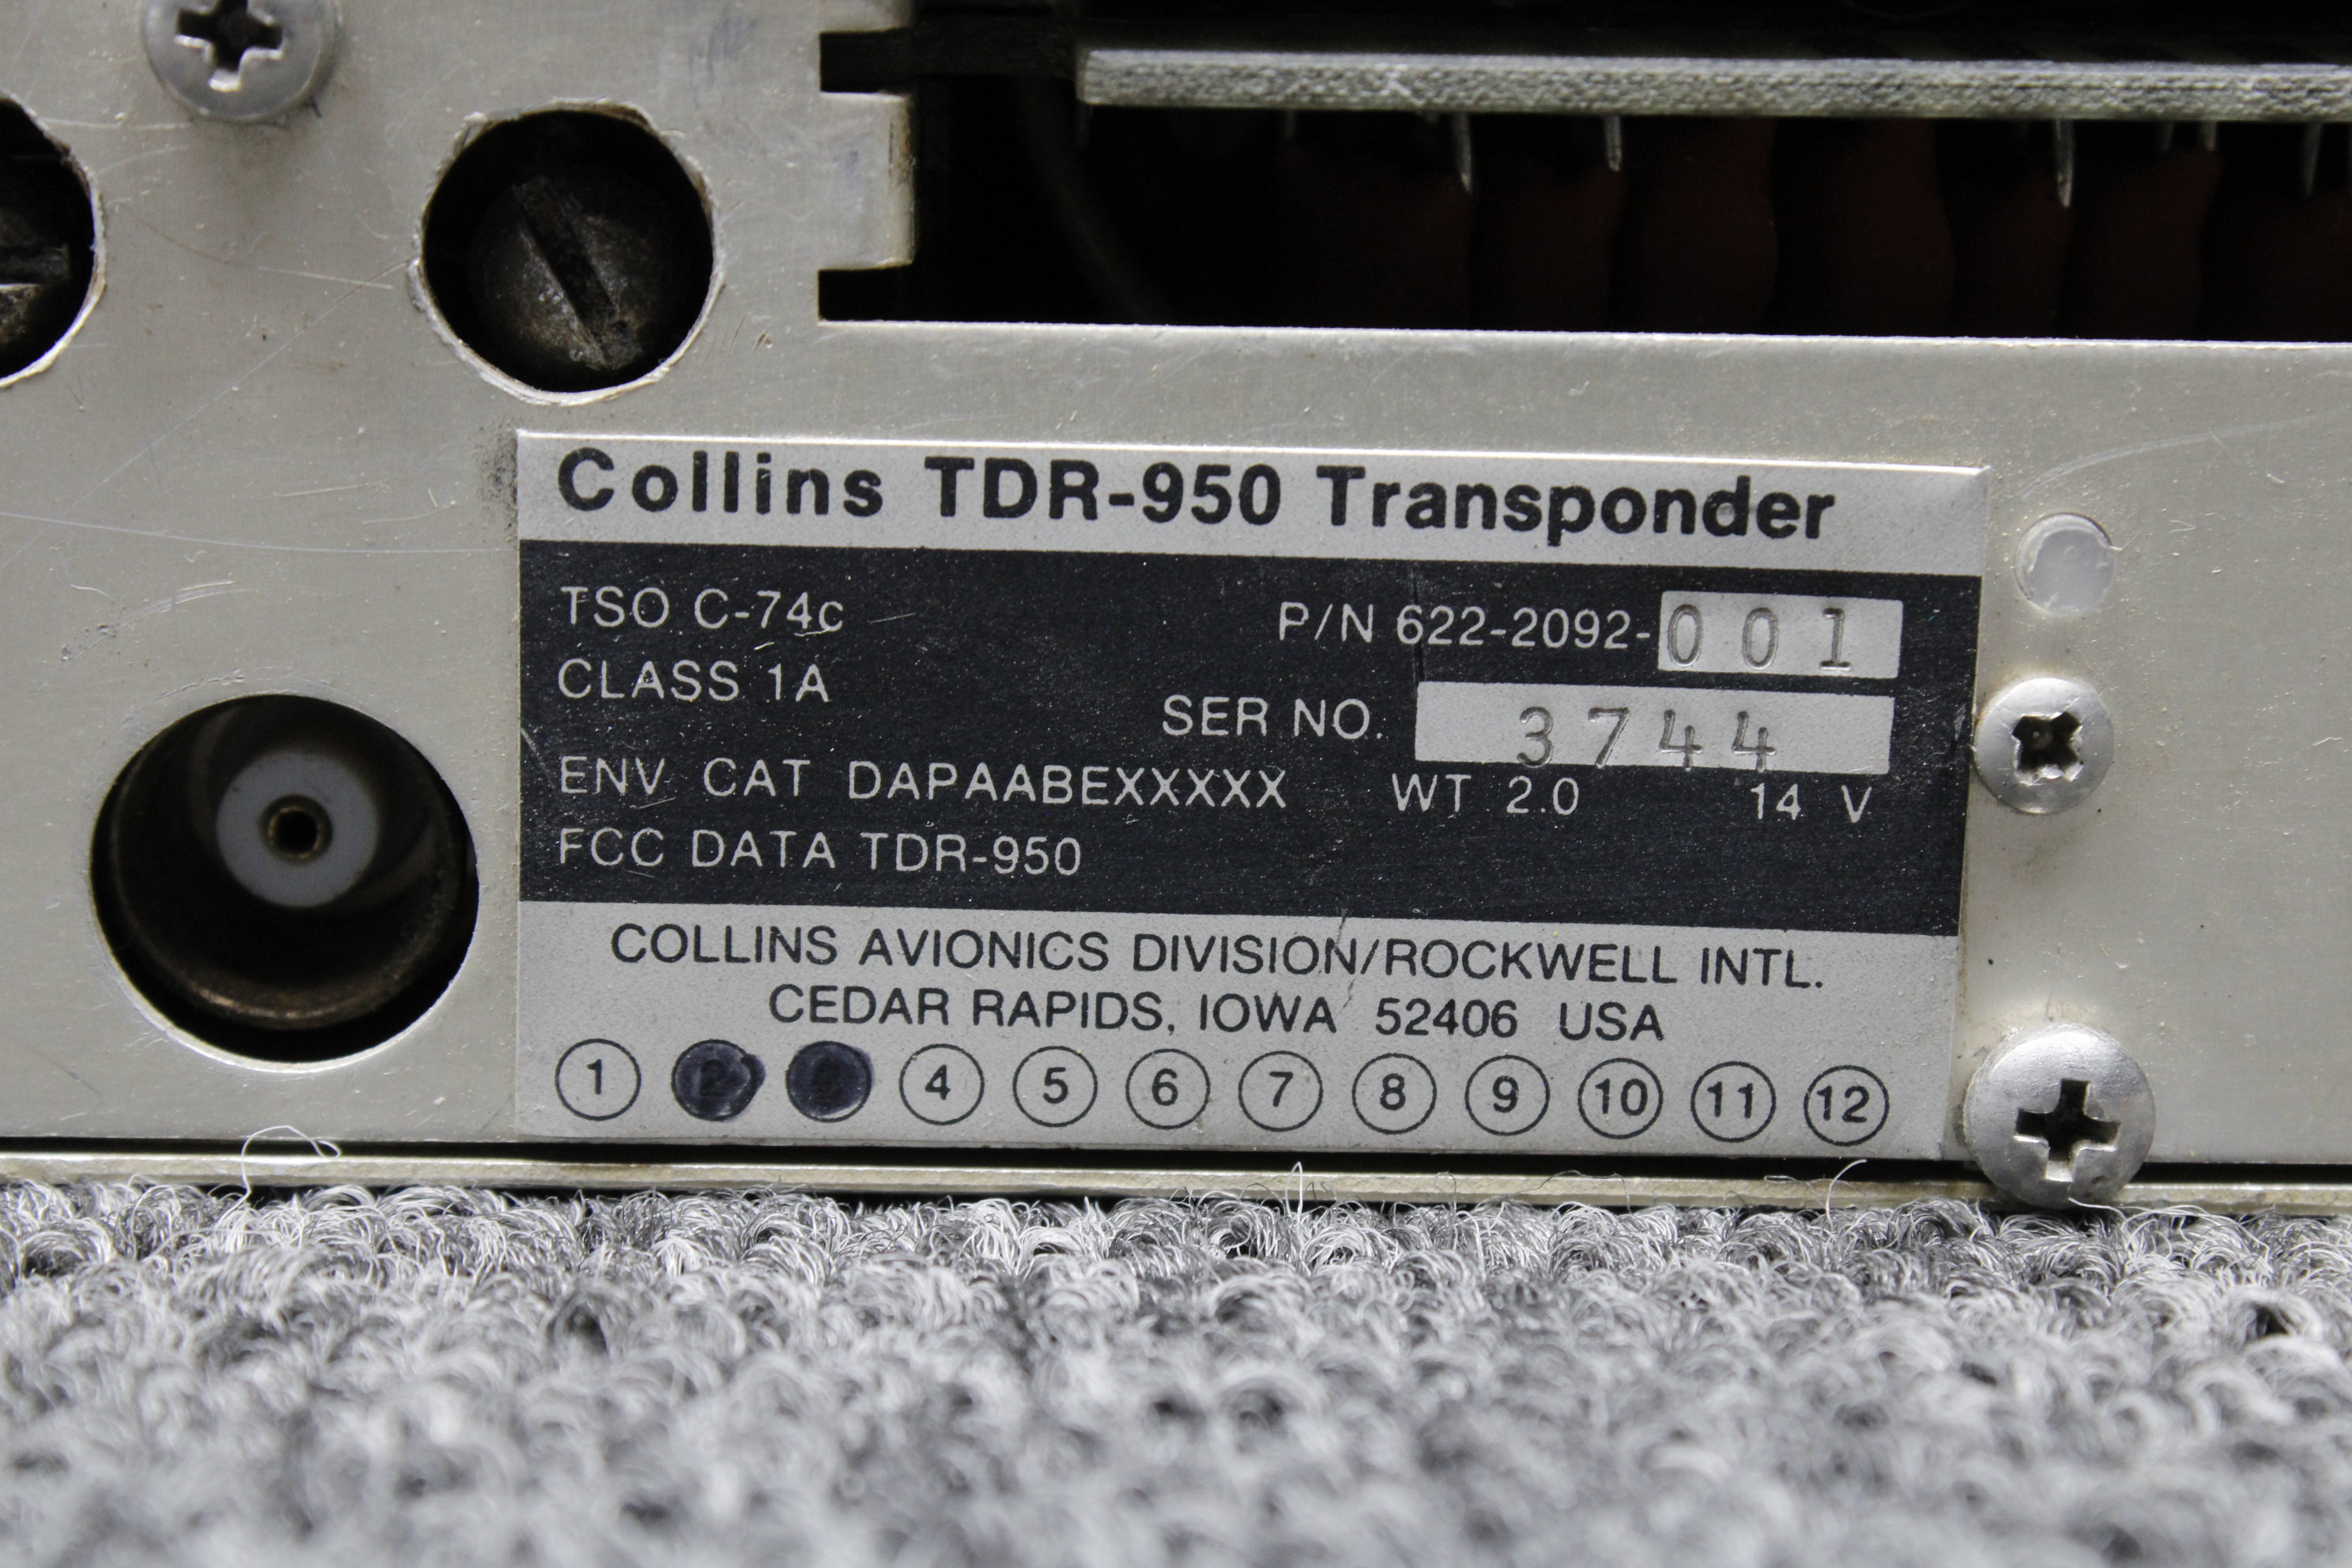 Collins TDR-950 Transponder
TSO C-74c
P/N 622-2092-001
CLASS 1A
SER NO. 3744
ENV CAT DAPAABEXXXXX WT 2.0 14 V
FCC DATA TDR-950
COLLINS AVIONICS DIVISION/ROCKWELL INTL.
CEDAR RAPIDS, IOWA 52406 USA
1 2 4 5 6 7 8 9 10 11 12